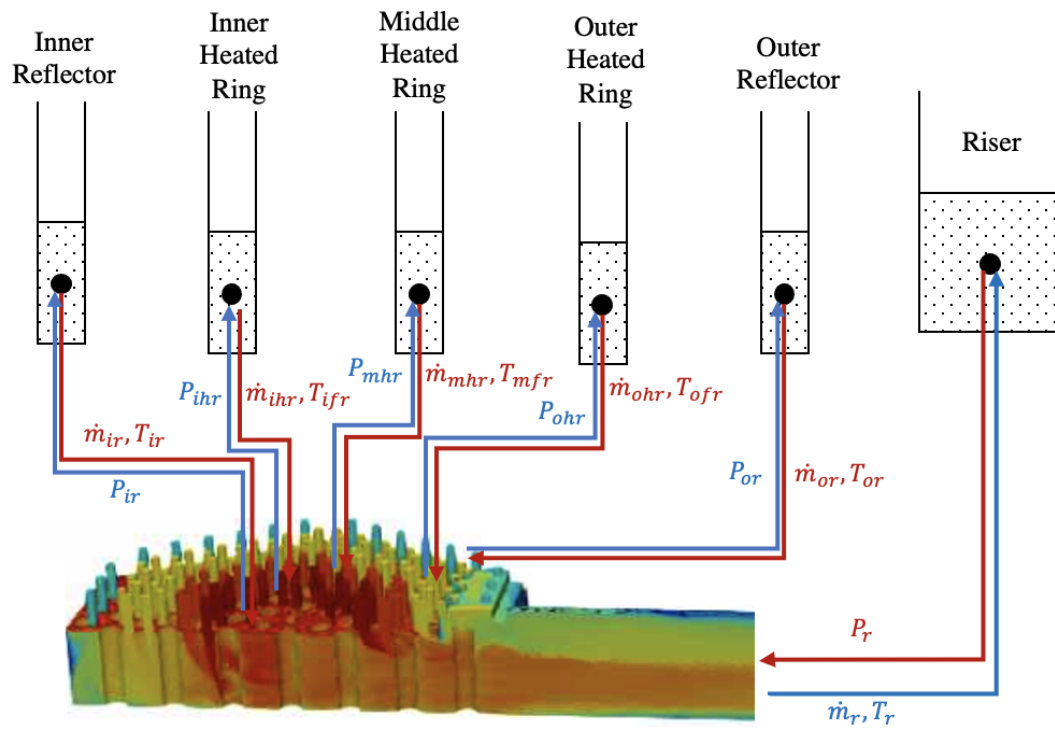 Inner
Reflector
Inner
Heated
Ring
Middle
Heated
Ring
Outer
Heated
Ring
Outer
Reflector
Riser
ṁ_ir, T_ir
P_ir
P_ihr
ṁ_ihr, T_ifr
P_mhr
ṁ_mhr, T_mfr
P_ohr
ṁ_ohr, T_ofr
P_or
ṁ_or, T_or
P_r
ṁ_r, T_r